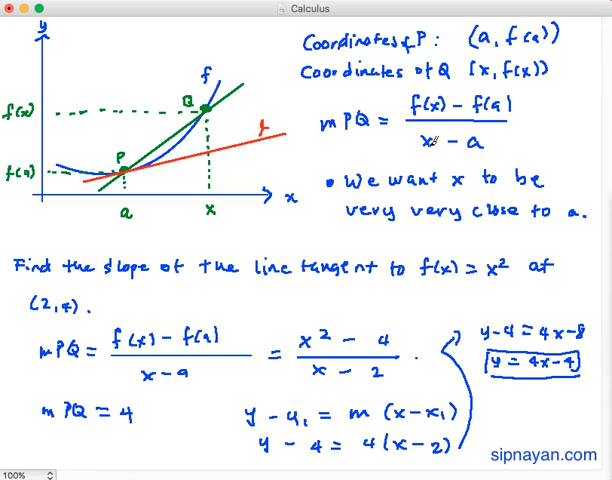 Calculus
y
f
Q
f(x)
P
f(a)
a
x
x
Coordinates of P : (a, f(a))
Coordinates of Q (x, f(x))
m PQ = f(x) - f(a)
x - a
• We want x to be
very very close to a.
Find the slope of the line tangent to f(x) = x² at
(2,4).
mPQ = f(x) - f(a) = x² - 4 .
x - a x - 2
m PQ = 4
y - y₁ = m (x - x₁)
y - 4 = 4(x - 2)
y - 4 = 4x - 8
y = 4x - 4
sipnayan.com
100%